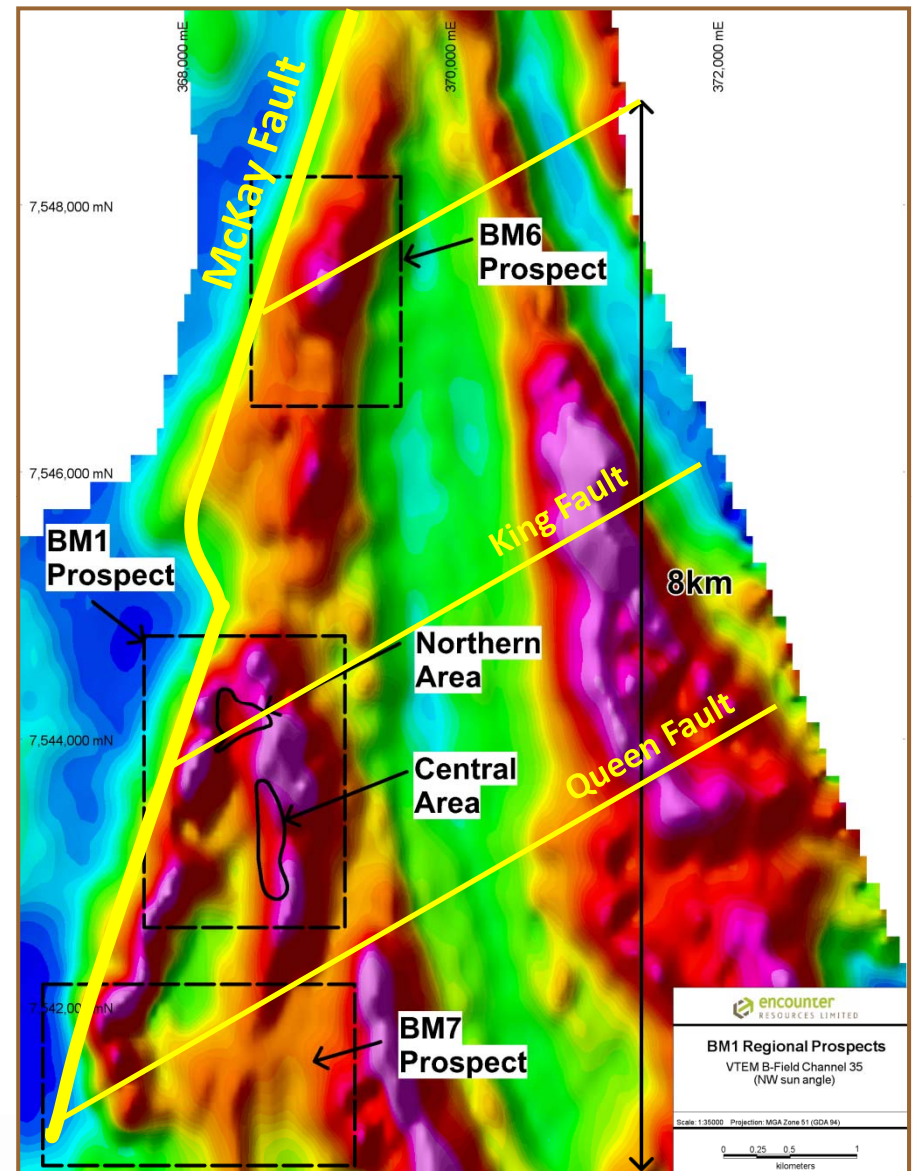 368,000 mE
370,000 mE
372,000 mE
McKay Fault
7,548,000 mN
BM6
Prospect
7,546,000 mN
King Fault
BM1
Prospect
8km
Northern
Area
7,544,000 mN
Queen Fault
Central
Area
7,542,000 mN
BM7
Prospect
encounter
RESOURCES LIMITED
BM1 Regional Prospects
VTEM B-Field Channel 35
(NW sun angle)
Scale: 1:35000 Projection: MGA Zone 51 (GDA 94)
0 0.25 0.5 1
kilometers